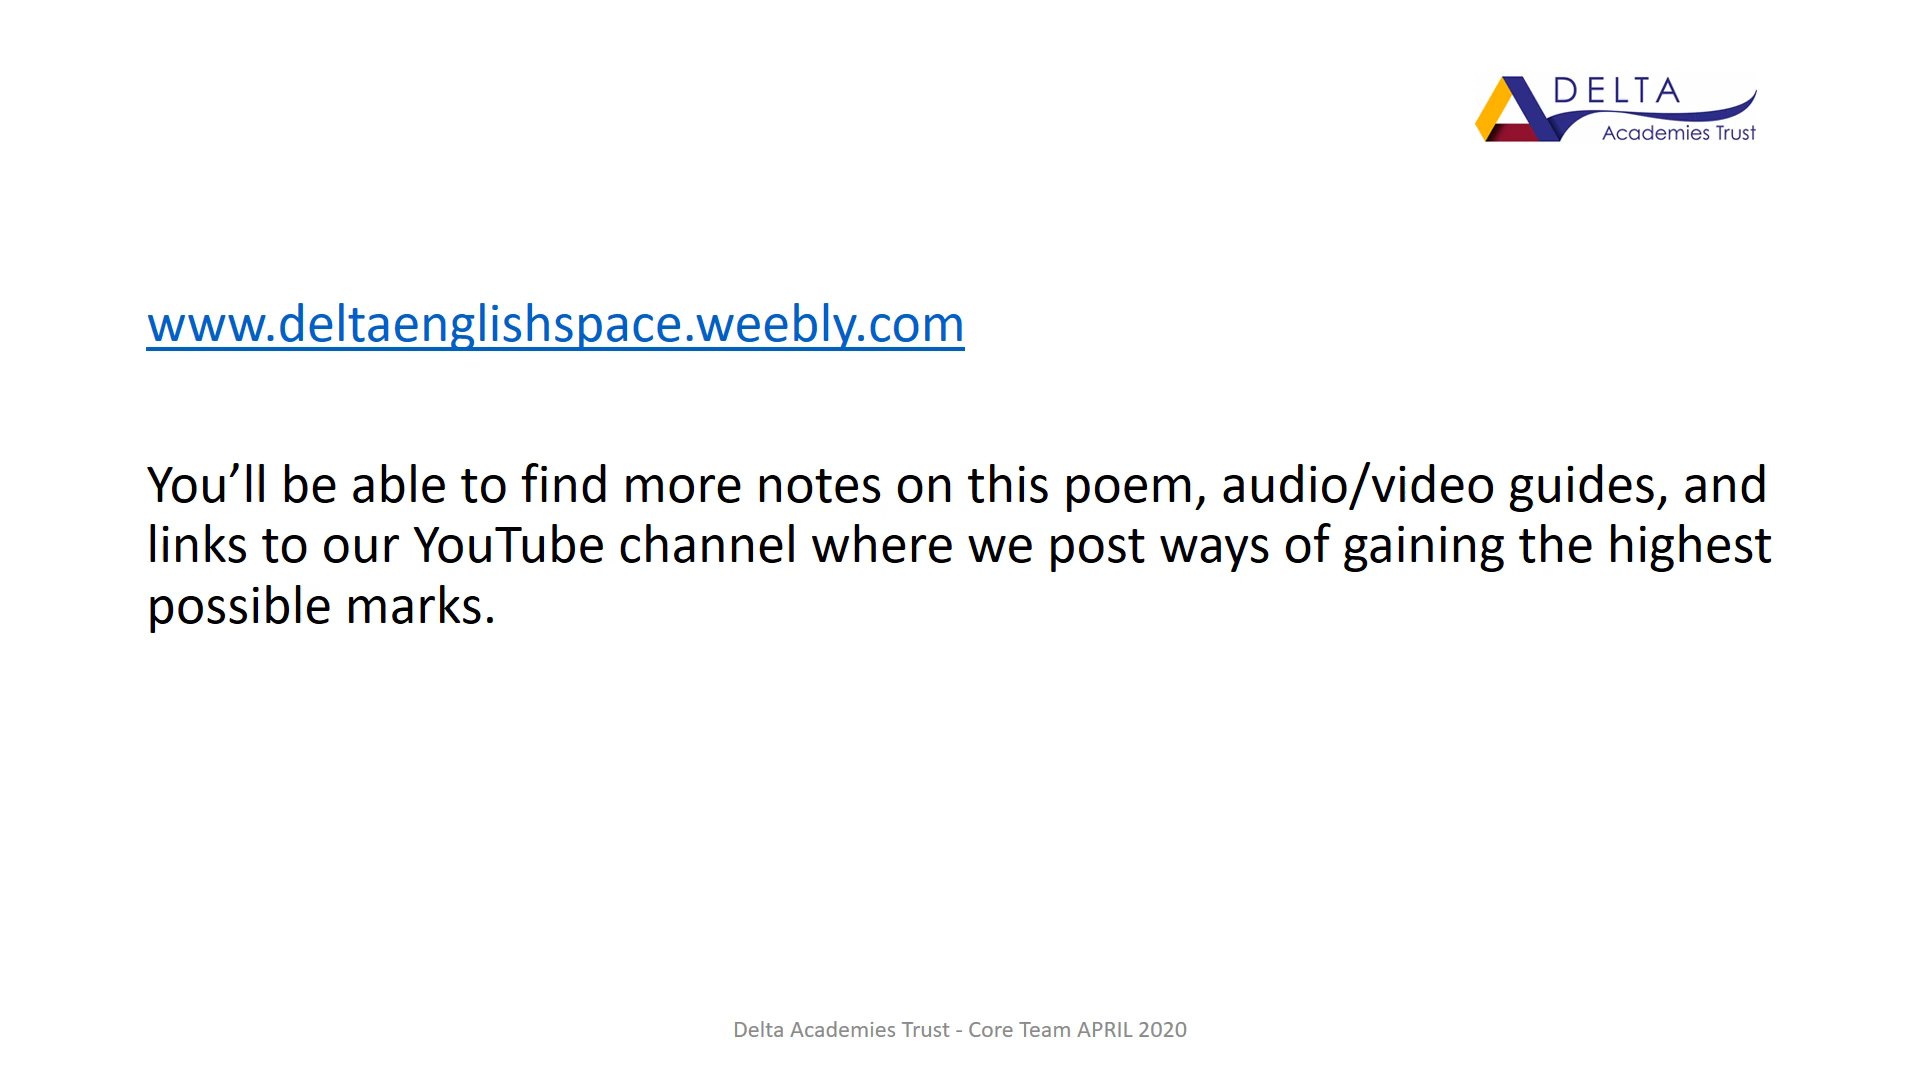 DELTA
Academies Trust
www.deltaenglishspace.weebly.com
You’ll be able to find more notes on this poem, audio/video guides, and
links to our YouTube channel where we post ways of gaining the highest
possible marks.
Delta Academies Trust - Core Team APRIL 2020